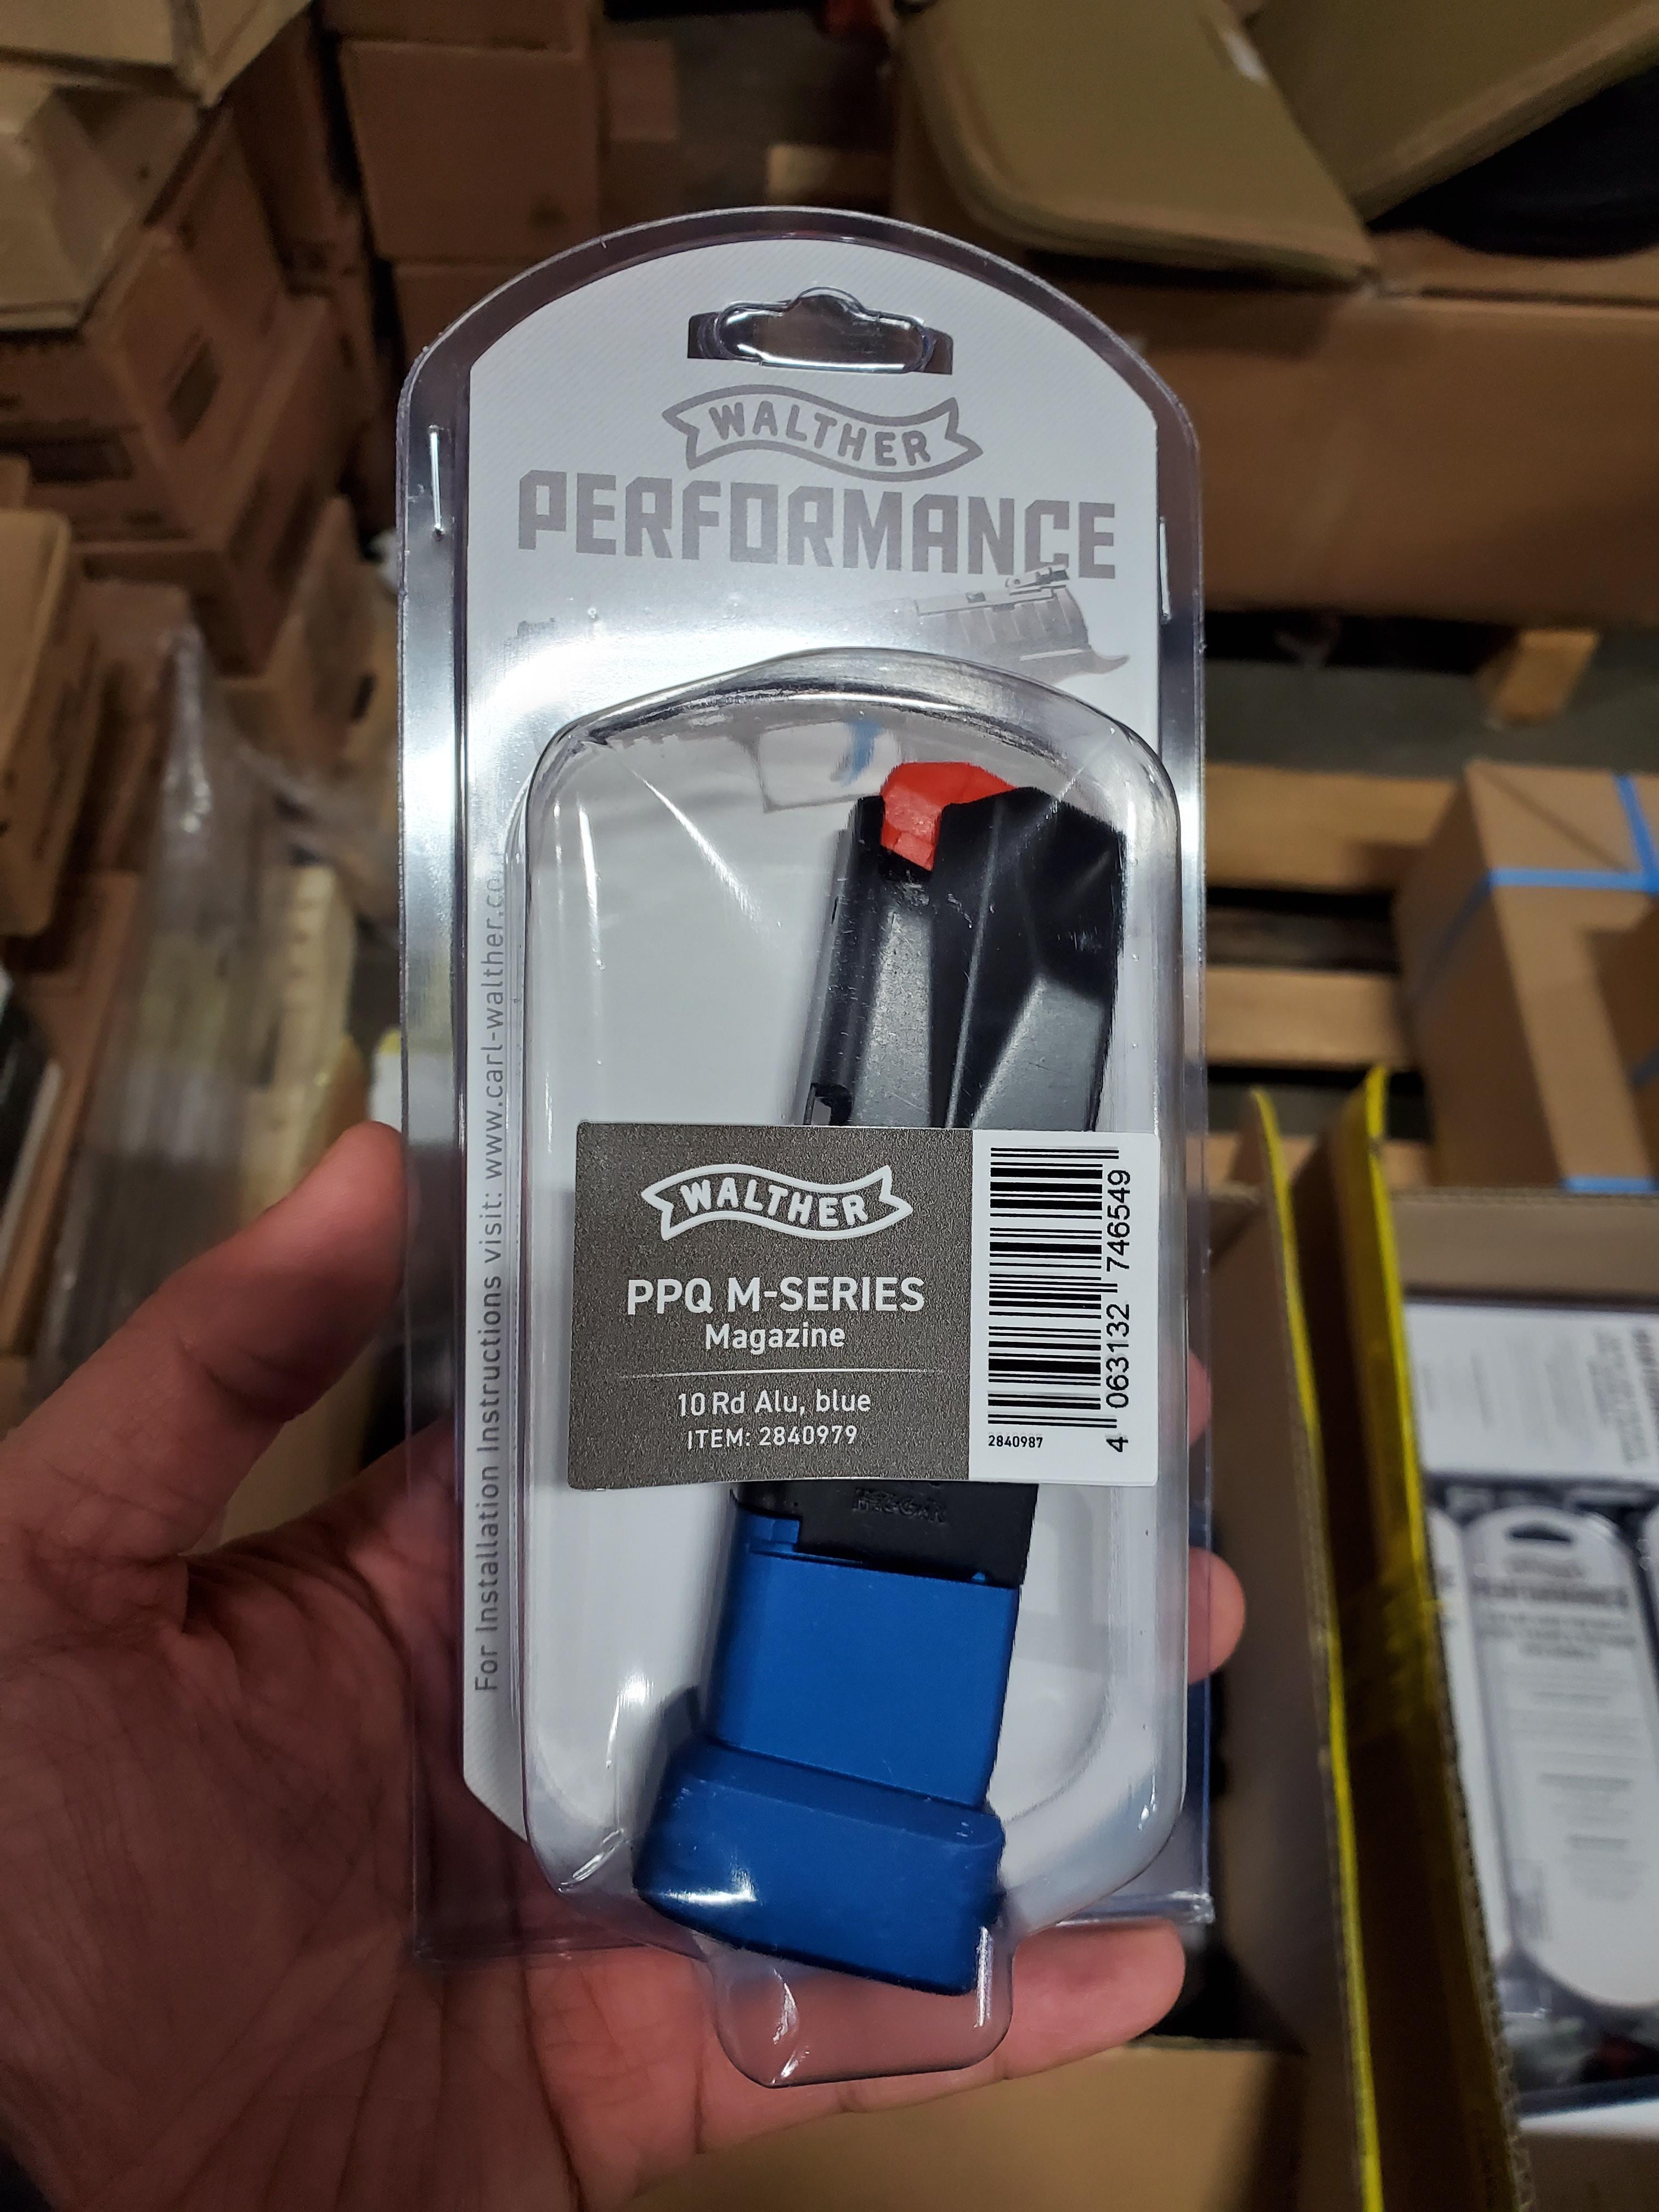 WALTHER
PERFORMANCE
For Installation Instructions visit: www.carl-walther.co
WALTHER
PPQ M-SERIES
Magazine
10 Rd Alu, blue
ITEM: 2840979
2840987
4 063132 746549
PERFORMANCE